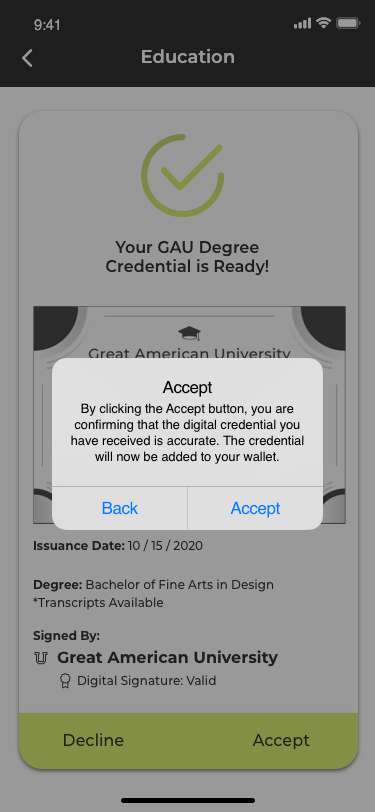 9:41
Education
Your GAU Degree
Credential is Ready!
Great American University
Accept
By clicking the Accept button, you are
confirming that the digital credential you
have received is accurate. The credential
will now be added to your wallet.
Back
Accept
Issuance Date: 10 / 15 / 2020
Degree: Bachelor of Fine Arts in Design
*Transcripts Available
Signed By:
Great American University
Digital Signature: Valid
Decline
Accept